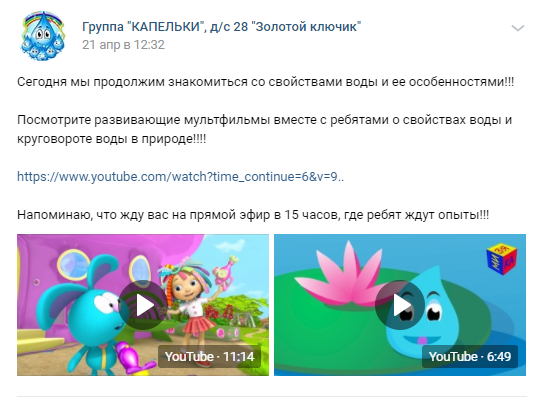 Группа "КАПЕЛЬКИ", д/с 28 "Золотой ключик"
21 апр в 12:32
Сегодня мы продолжим знакомиться со свойствами воды и ее особенностями!!!
Посмотрите развивающие мультфильмы вместе с ребятами о свойствах воды и
круговороте воды в природе!!!!
https://www.youtube.com/watch?time_continue=6&v=9..
Напоминаю, что жду вас на прямой эфир в 15 часов, где ребят ждут опыты!!!
YouTube · 11:14
YouTube · 6:49